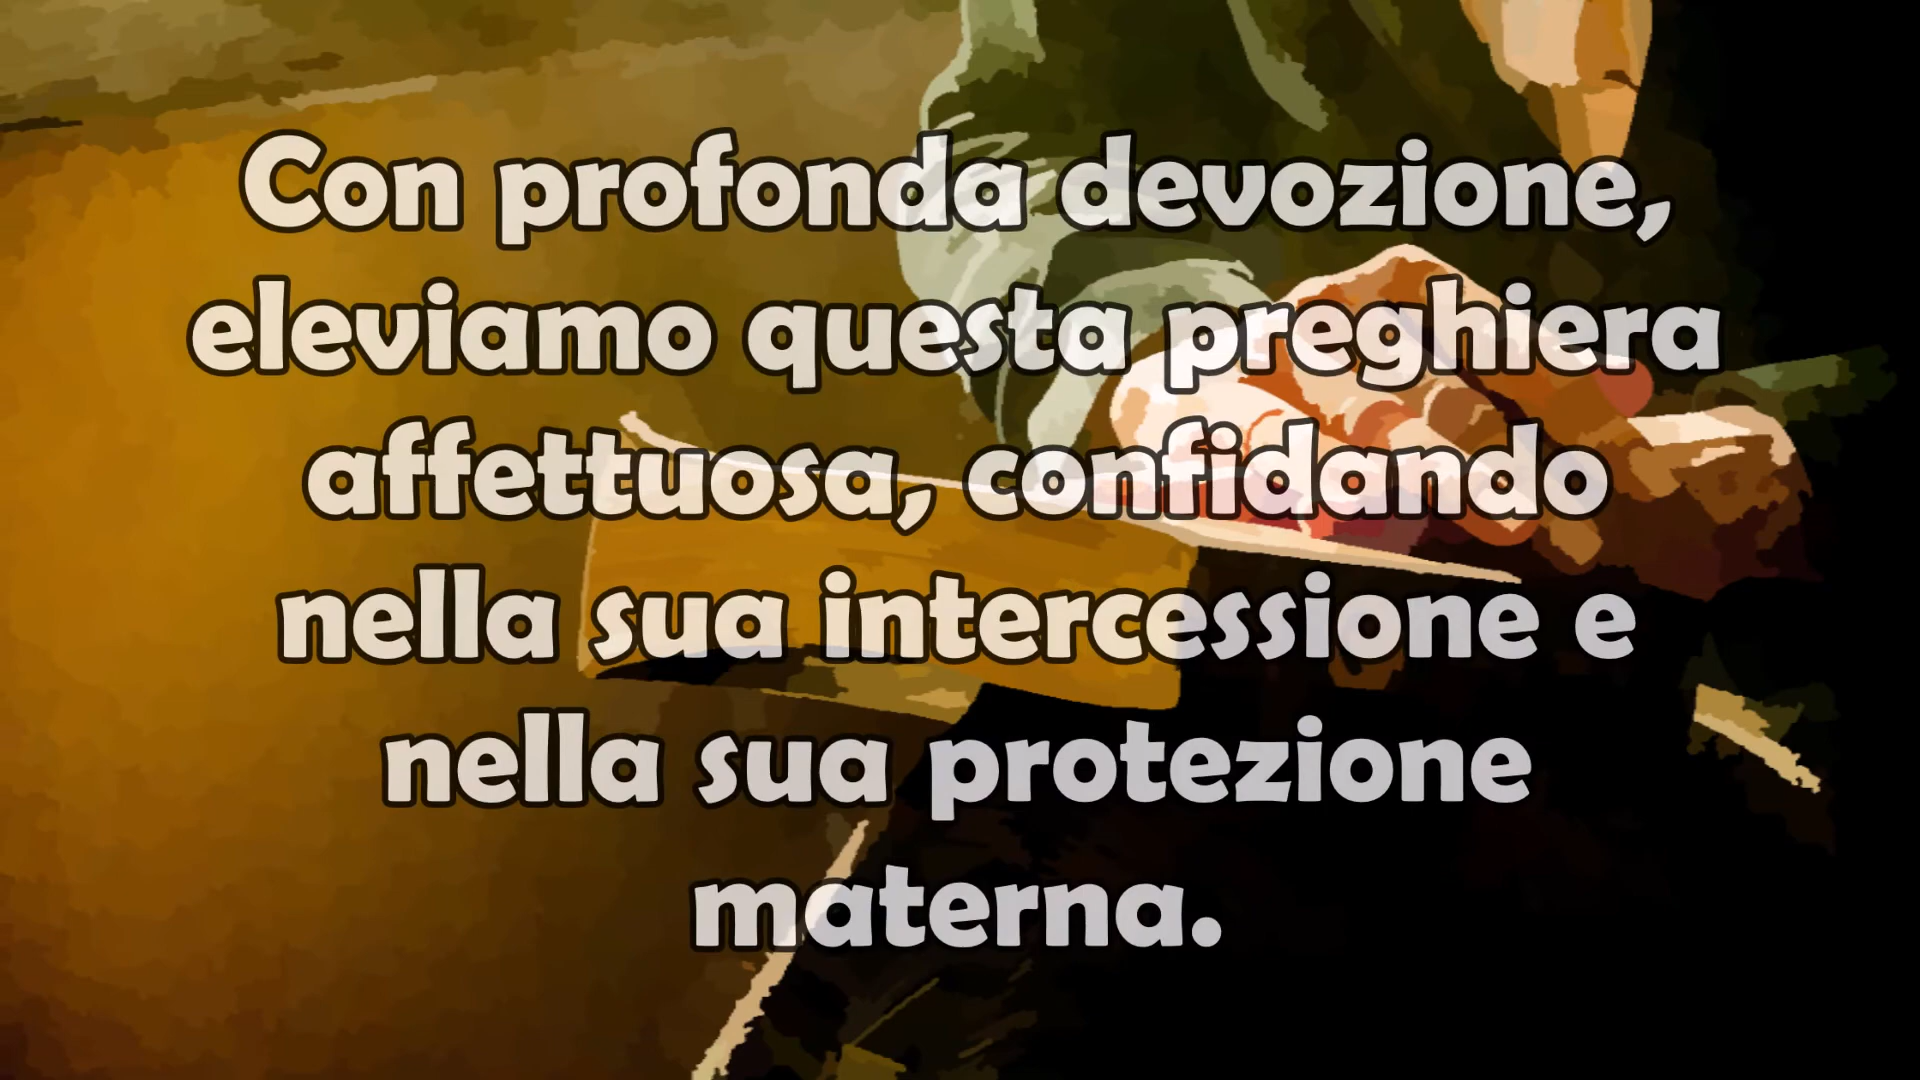 Con profonda devozione,
eleviamo questa preghiera
affettuosa, confidando
nella sua intercessione e
nella sua protezione
materna.